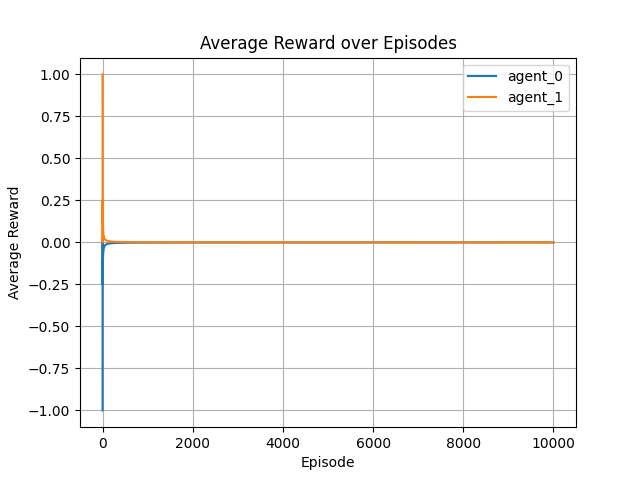 Average Reward over Episodes
agent_0
agent_1
1.00
0.75
0.50
0.25
0.00
−0.25
−0.50
−0.75
−1.00
Average Reward
0 2000 4000 6000 8000 10000
Episode